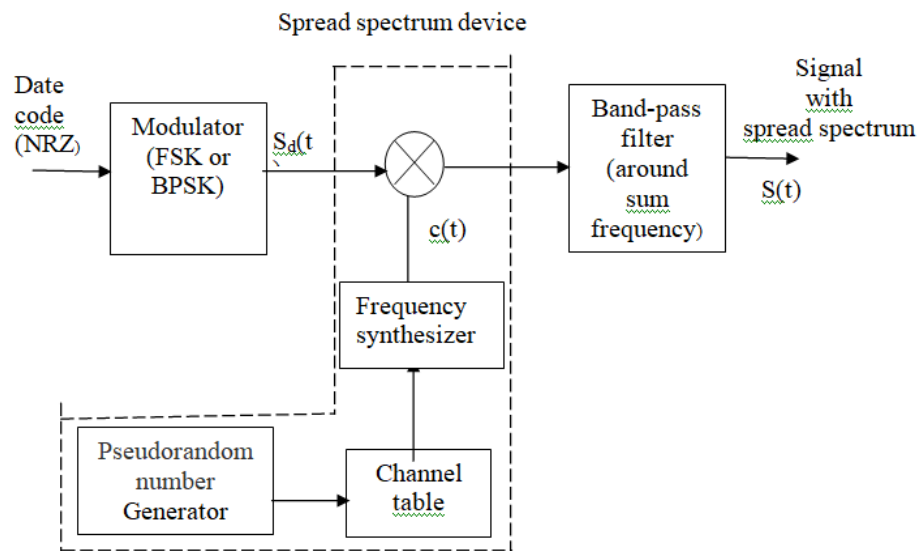 Spread spectrum device
Date
code
(NRZ)
Modulator
(FSK or
BPSK)
Sd(t
)
c(t)
Band-pass
filter
(around
sum
frequency)
Signal
with
spread spectrum
S(t)
Frequency
synthesizer
Pseudorandom
number
Generator
Channel
table